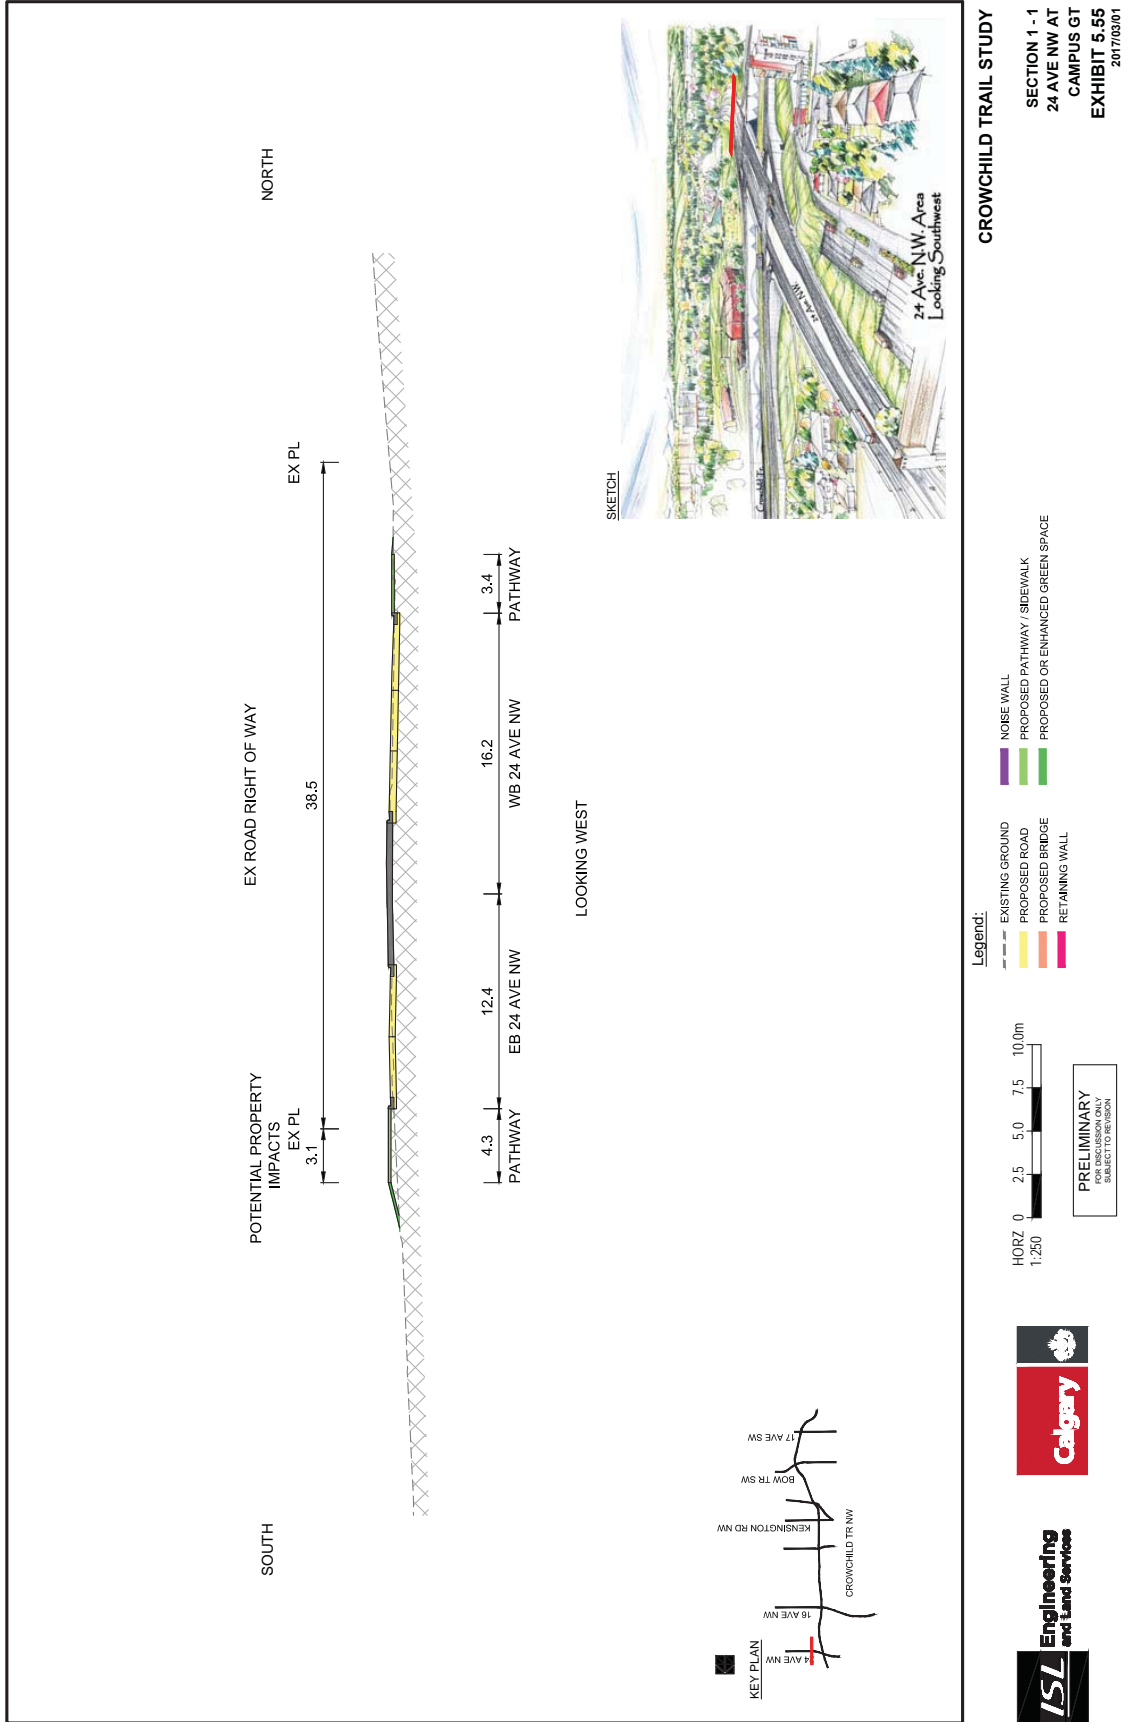 SOUTH
NORTH
POTENTIAL PROPERTY
IMPACTS
EX ROAD RIGHT OF WAY
EX PL
EX PL
3.1
38.5
4.3
12.4
16.2
3.4
PATHWAY
EB 24 AVE NW
WB 24 AVE NW
PATHWAY
LOOKING WEST
SKETCH
Crowchild Tr.
24 Ave. N.W.
24 Ave. N.W. Area
Looking Southwest
KEY PLAN
4 AVE NW
16 AVE NW
KENSINGTON RD NW
BOW TR SW
17 AVE SW
CROWCHILD TR NW
ISL Engineering
and Land Services
Calgary
HORZ
1:250
0 2.5 5.0 7.5 10.0m
PRELIMINARY
FOR DISCUSSION ONLY
SUBJECT TO REVISION
Legend:
EXISTING GROUND
PROPOSED ROAD
PROPOSED BRIDGE
RETAINING WALL
NOISE WALL
PROPOSED PATHWAY / SIDEWALK
PROPOSED OR ENHANCED GREEN SPACE
CROWCHILD TRAIL STUDY
SECTION 1 - 1
24 AVE NW AT
CAMPUS GT
EXHIBIT 5.55
2017/03/01